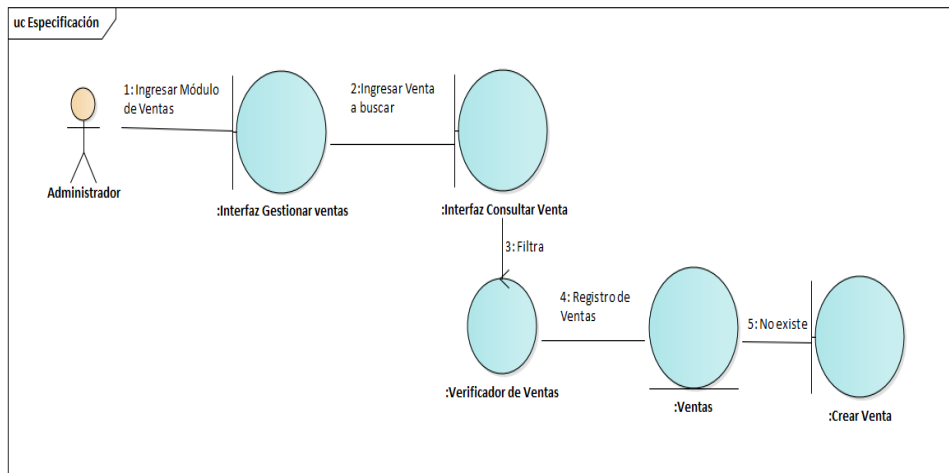 uc Especificación
1: Ingresar Módulo
de Ventas
2:Ingresar Venta
a buscar
Administrador
:Interfaz Gestionar ventas
:Interfaz Consultar Venta
3: Filtra
4: Registro de
Ventas
5: No existe
:Verificador de Ventas
:Ventas
:Crear Venta